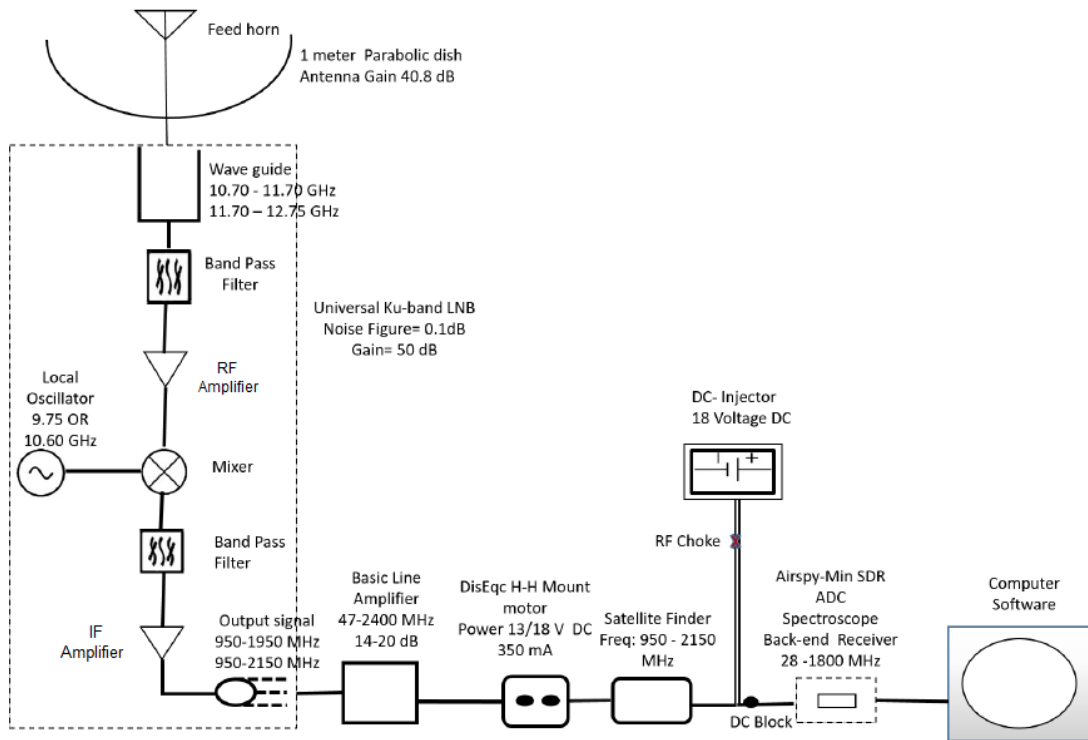 Feed horn
1 meter Parabolic dish
Antenna Gain 40.8 dB
Wave guide
10.70 - 11.70 GHz
11.70 – 12.75 GHz
Band Pass
Filter
Universal Ku-band LNB
Noise Figure= 0.1dB
Gain= 50 dB
RF
Amplifier
Local
Oscillator
9.75 OR
10.60 GHz
Mixer
Band Pass
Filter
IF
Amplifier
Output signal
950-1950 MHz
950-2150 MHz
Basic Line
Amplifier
47-2400 MHz
14-20 dB
DisEqc H-H Mount
motor
Power 13/18 V DC
350 mA
Satellite Finder
Freq: 950 - 2150
MHz
DC- Injector
18 Voltage DC
+
RF Choke
DC Block
Airspy-Min SDR
ADC
Spectroscope
Back-end Receiver
28 -1800 MHz
Computer
Software